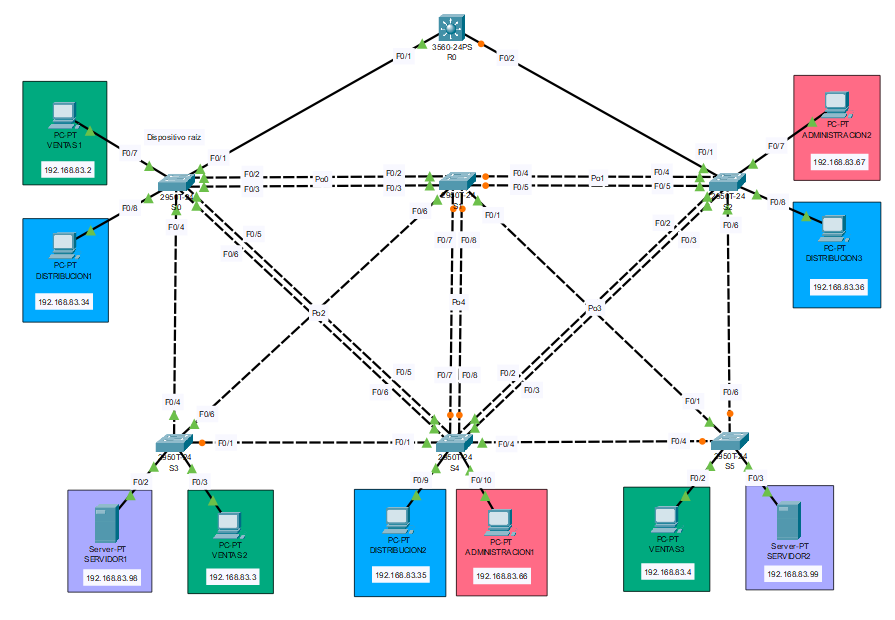 3560-24PS
R0
F0/1
F0/2
PC-PT
VENTAS1
192.168.83.2
F0/7
Dispositivo raiz
F0/1
F0/2
F0/3
Po0
F0/2
F0/3
F0/4
F0/5
Po1
F0/4
F0/5
F0/1
F0/7
PC-PT
ADMINISTRACION2
192.168.83.67
2950T-24
S0
F0/8
F0/4
F0/5
F0/6
2950T-24
F0/6
F0/1
F0/7
F0/8
2950T-24
S2
F0/8
F0/2
F0/3
F0/6
PC-PT
DISTRIBUCION1
192.168.83.34
PC-PT
DISTRIBUCION3
192.168.83.36
Po2
Po4
Po3
F0/4
F0/6
F0/5
F0/6
F0/7
F0/8
F0/2
F0/3
F0/1
F0/6
2950T-24
S3
F0/1
F0/1
2950T-24
S4
F0/4
F0/4
2950T-24
S5
F0/2
F0/3
F0/9
F0/10
F0/2
F0/3
Server-PT
SERVIDOR1
192.168.83.98
PC-PT
VENTAS2
192.168.83.3
PC-PT
DISTRIBUCION2
192.168.83.35
PC-PT
ADMINISTRACION1
192.168.83.66
PC-PT
VENTAS3
192.168.83.4
Server-PT
SERVIDOR2
192.168.83.99